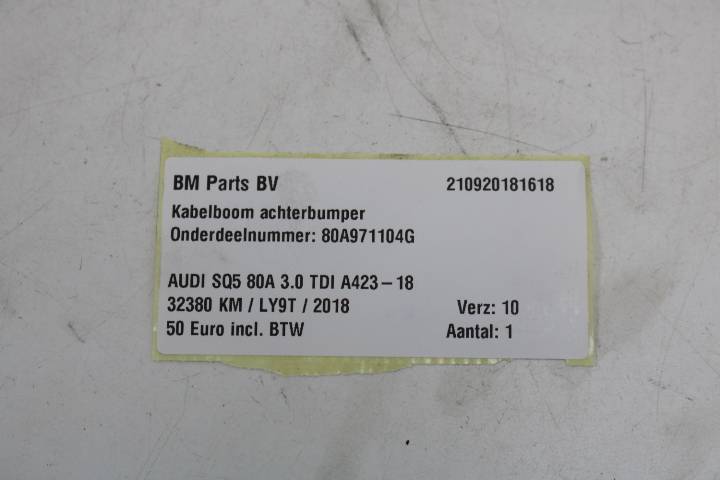 BM Parts BV 210920181618
Kabelboom achterbumper
Onderdeelnummer: 80A971104G
AUDI SQ5 80A 3.0 TDI A423-18
32380 KM / LY9T / 2018 Verz: 10
50 Euro incl. BTW Aantal: 1